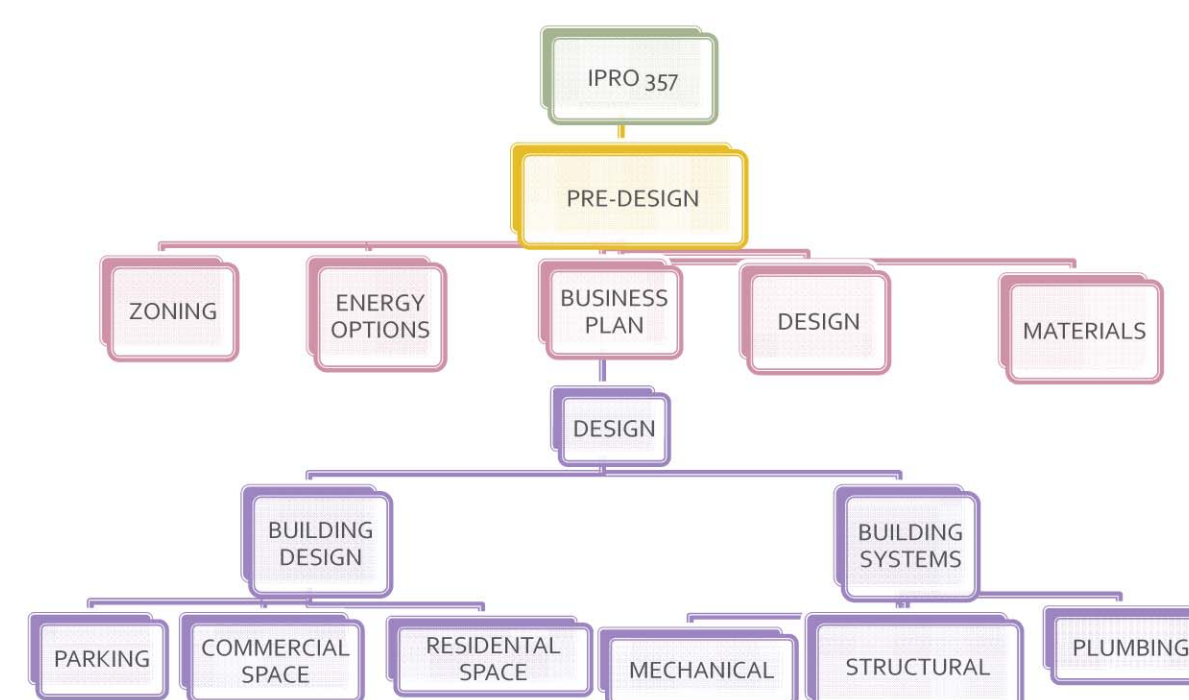 IPRO 357
PRE-DESIGN
ZONING
ENERGY
OPTIONS
BUSINESS
PLAN
DESIGN
MATERIALS
DESIGN
BUILDING
DESIGN
BUILDING
SYSTEMS
PARKING
COMMERCIAL
SPACE
RESIDENTAL
SPACE
MECHANICAL
STRUCTURAL
PLUMBING